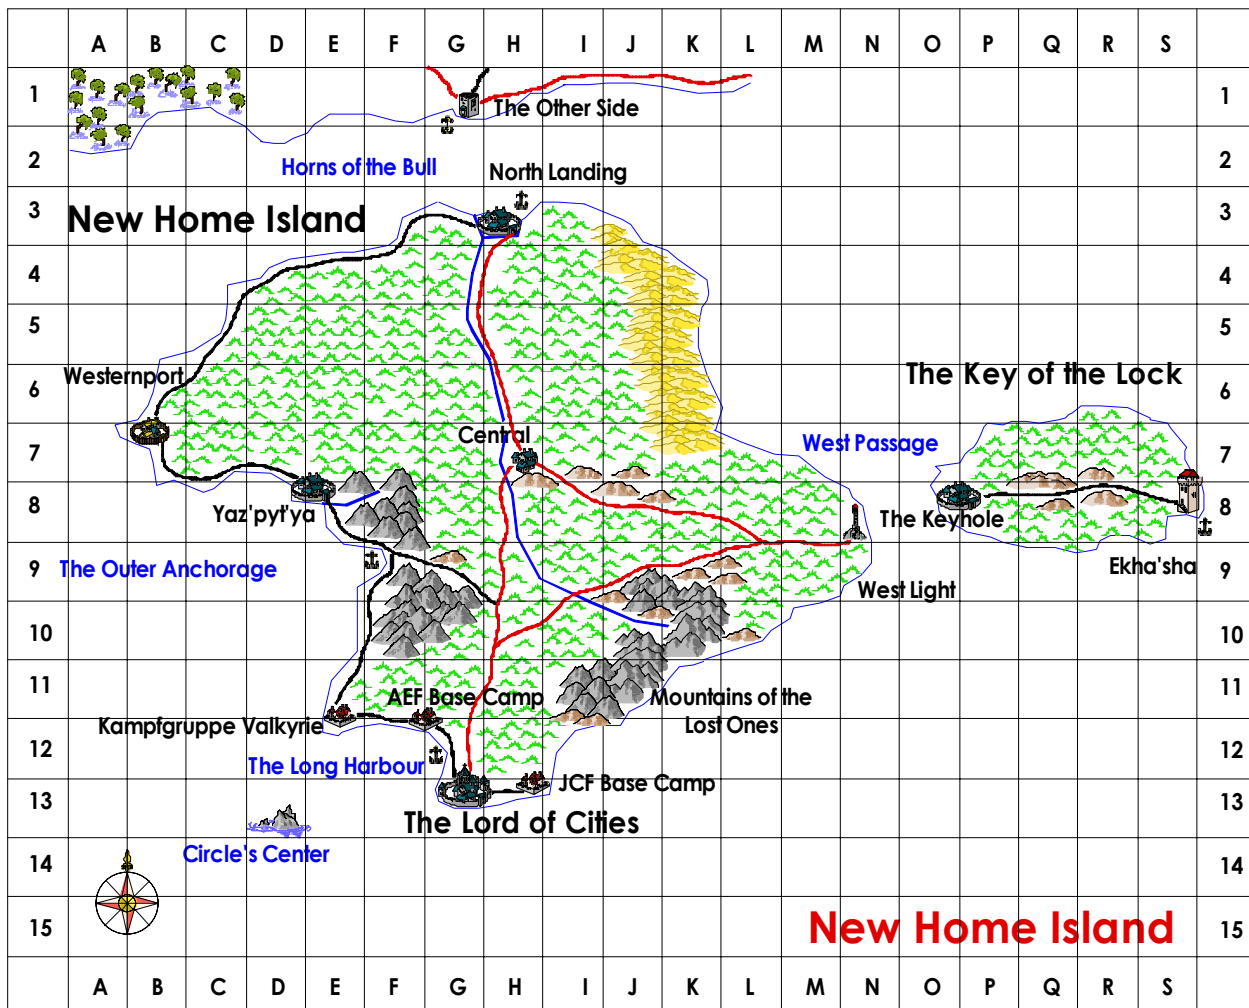 A B C D E F G H I J K L M N O P Q R S
1 1
The Other Side
2 2
Horns of the Bull
North Landing
3 3
New Home Island
4 4
5 5
Westernport
6 6
The Key of the Lock
Central
7 7
West Passage
8 8
Yaz'pyt'ya
The Keyhole
9 9
The Outer Anchorage
Ekha'sha
West Light
10 10
11 11
AEF Base Camp
Mountains of the
Lost Ones
Kampfgruppe Valkyrie
12 12
The Long Harbour
JCF Base Camp
13 13
The Lord of Cities
Circle's Center
14 14
15 15
New Home Island
A B C D E F G H I J K L M N O P Q R S